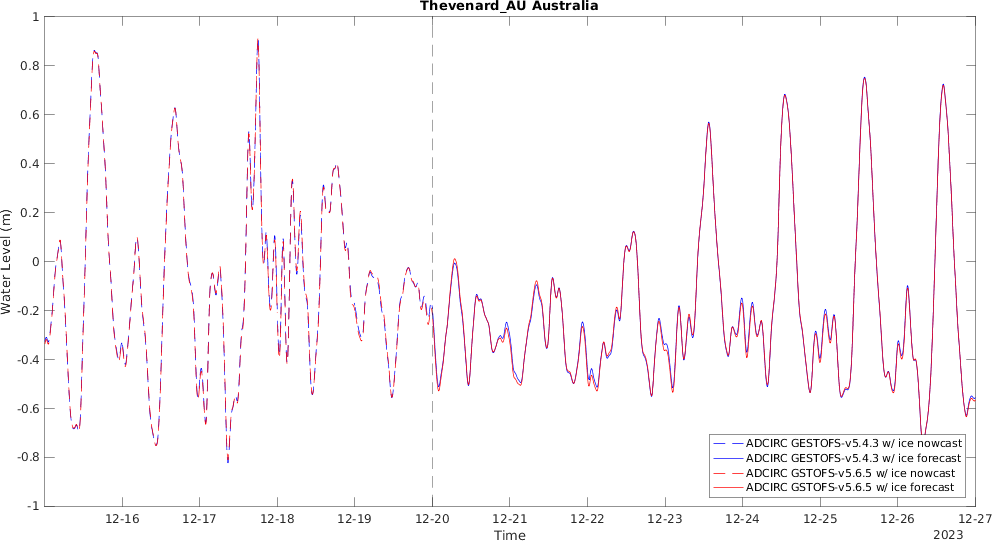 Thevenard_AU Australia
Water Level (m)
1
0.8
0.6
0.4
0.2
0
-0.2
-0.4
-0.6
-0.8
-1
ADCIRC GESTOFS-v5.4.3 w/ ice nowcast
ADCIRC GESTOFS-v5.4.3 w/ ice forecast
ADCIRC GSTOFS-v5.6.5 w/ ice nowcast
ADCIRC GSTOFS-v5.6.5 w/ ice forecast
12-16 12-17 12-18 12-19 12-20 12-21 12-22 12-23 12-24 12-25 12-26 12-27
Time
2023